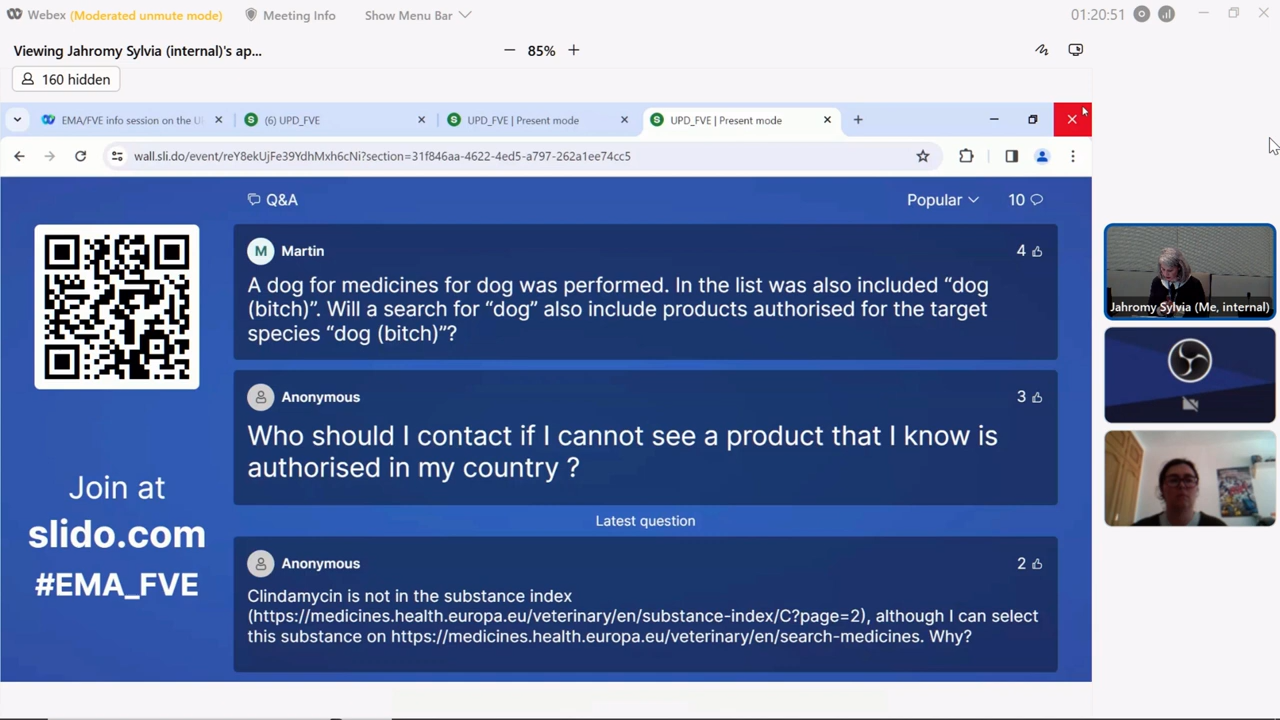 Webex (Moderated unmute mode) Meeting Info Show Menu Bar 01:20:51
Viewing Jahromy Sylvia (internal)'s ap... 85%
160 hidden
EMA/FVE info session on the U
(6) UPD_FVE
UPD_FVE | Present mode
UPD_FVE | Present mode
wall.sli.do/event/reY8ekUjFe39YdhMxh6cNi?section=31f846aa-4622-4ed5-a797-262a1ee74cc5
Q&A Popular 10
M Martin 4
A dog for medicines for dog was performed. In the list was also included “dog
(bitch)”. Will a search for “dog” also include products authorised for the target
species “dog (bitch)”?
Anonymous 3
Who should I contact if I cannot see a product that I know is
authorised in my country ?
Latest question
Anonymous 2
Clindamycin is not in the substance index
(https://medicines.health.europa.eu/veterinary/en/substance-index/C?page=2), although I can select
this substance on https://medicines.health.europa.eu/veterinary/en/search-medicines. Why?
Join at
slido.com
#EMA_FVE
Jahromy Sylvia (Me, internal)